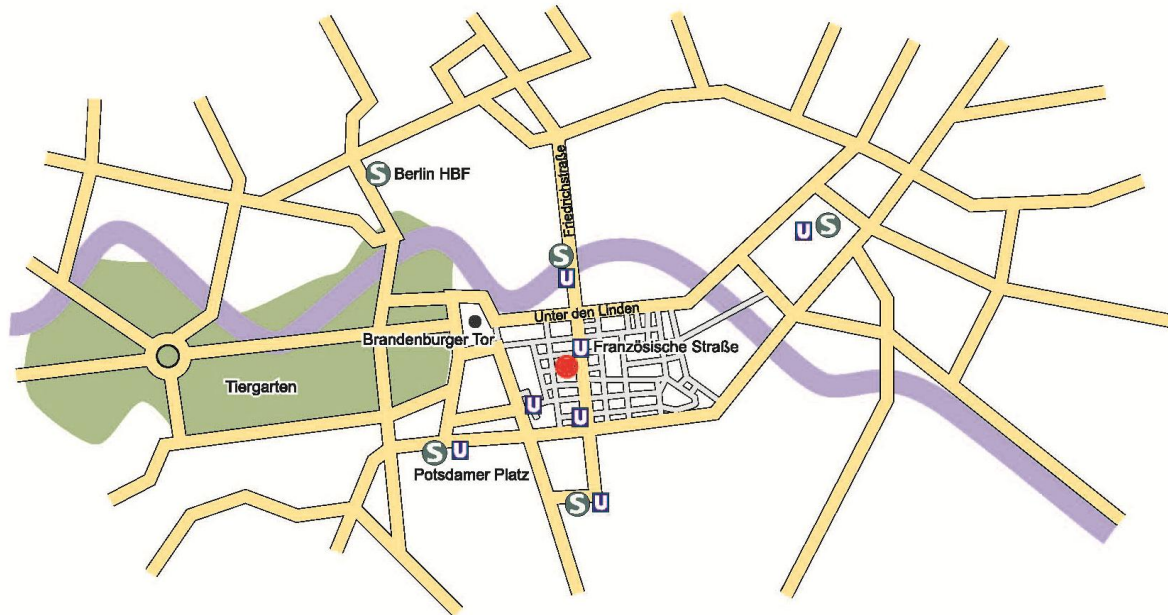 S Berlin HBF
Friedrichstraße
S
U
U S
Unter den Linden
Brandenburger Tor
U Französische Straße
Tiergarten
U
U
S U
Potsdamer Platz
S U